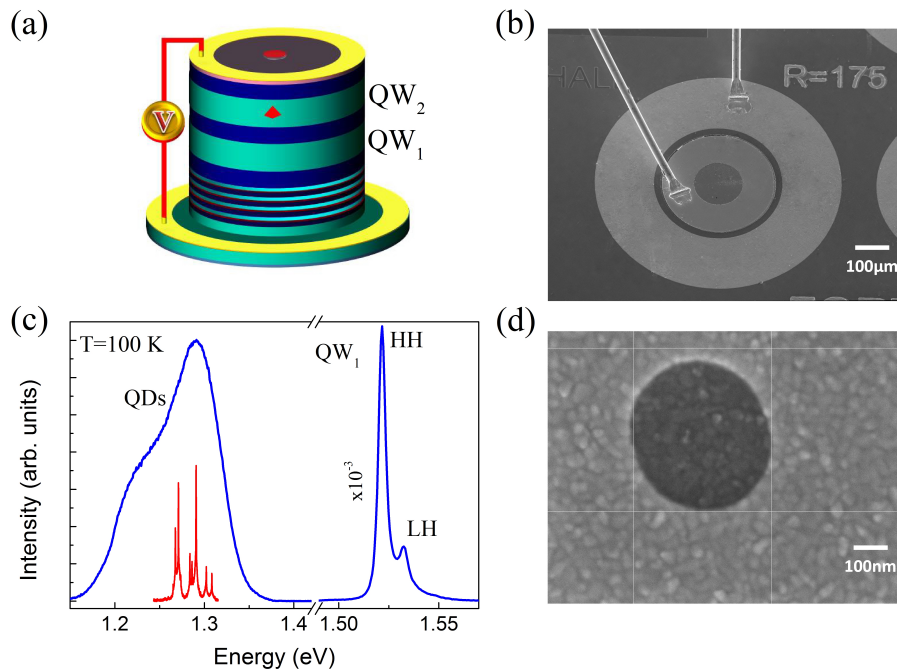 (a)
V
QW2
QW1
(b)
HAL
R=175
100μm
(c)
T=100 K
QDs
QW1
HH
LH
x10-3
Intensity (arb. units)
1.2
1.3
1.4
1.50
1.55
Energy (eV)
(d)
100nm